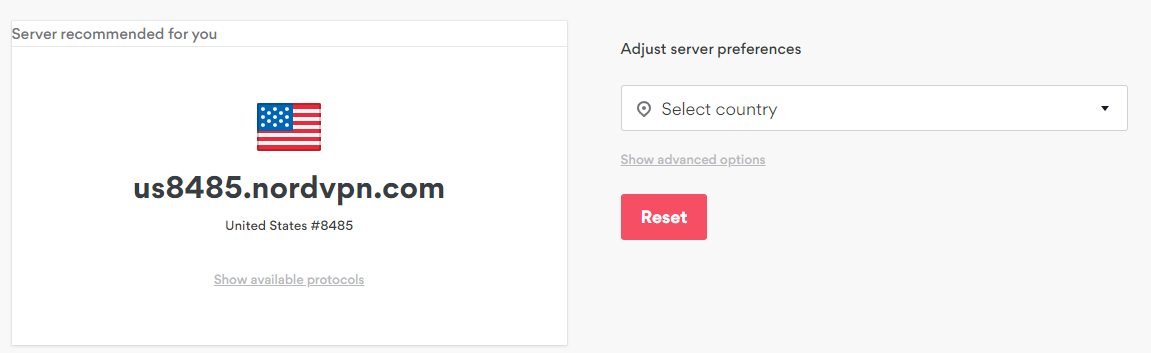 Server recommended for you
us8485.nordvpn.com
United States #8485
Show available protocols
Adjust server preferences
Select country
Show advanced options
Reset